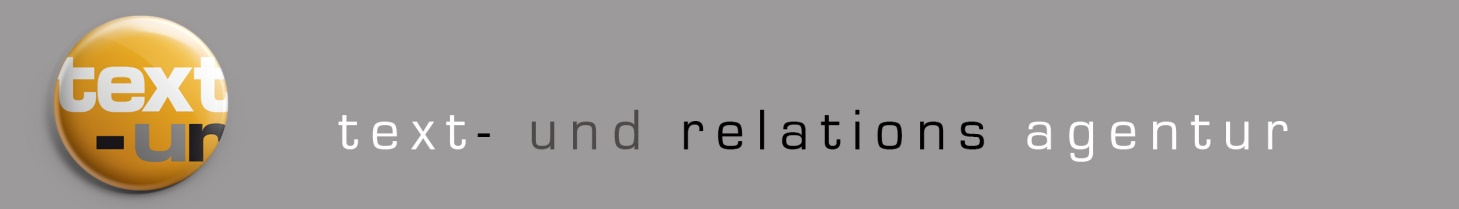 text
-ur
text- und relations agentur